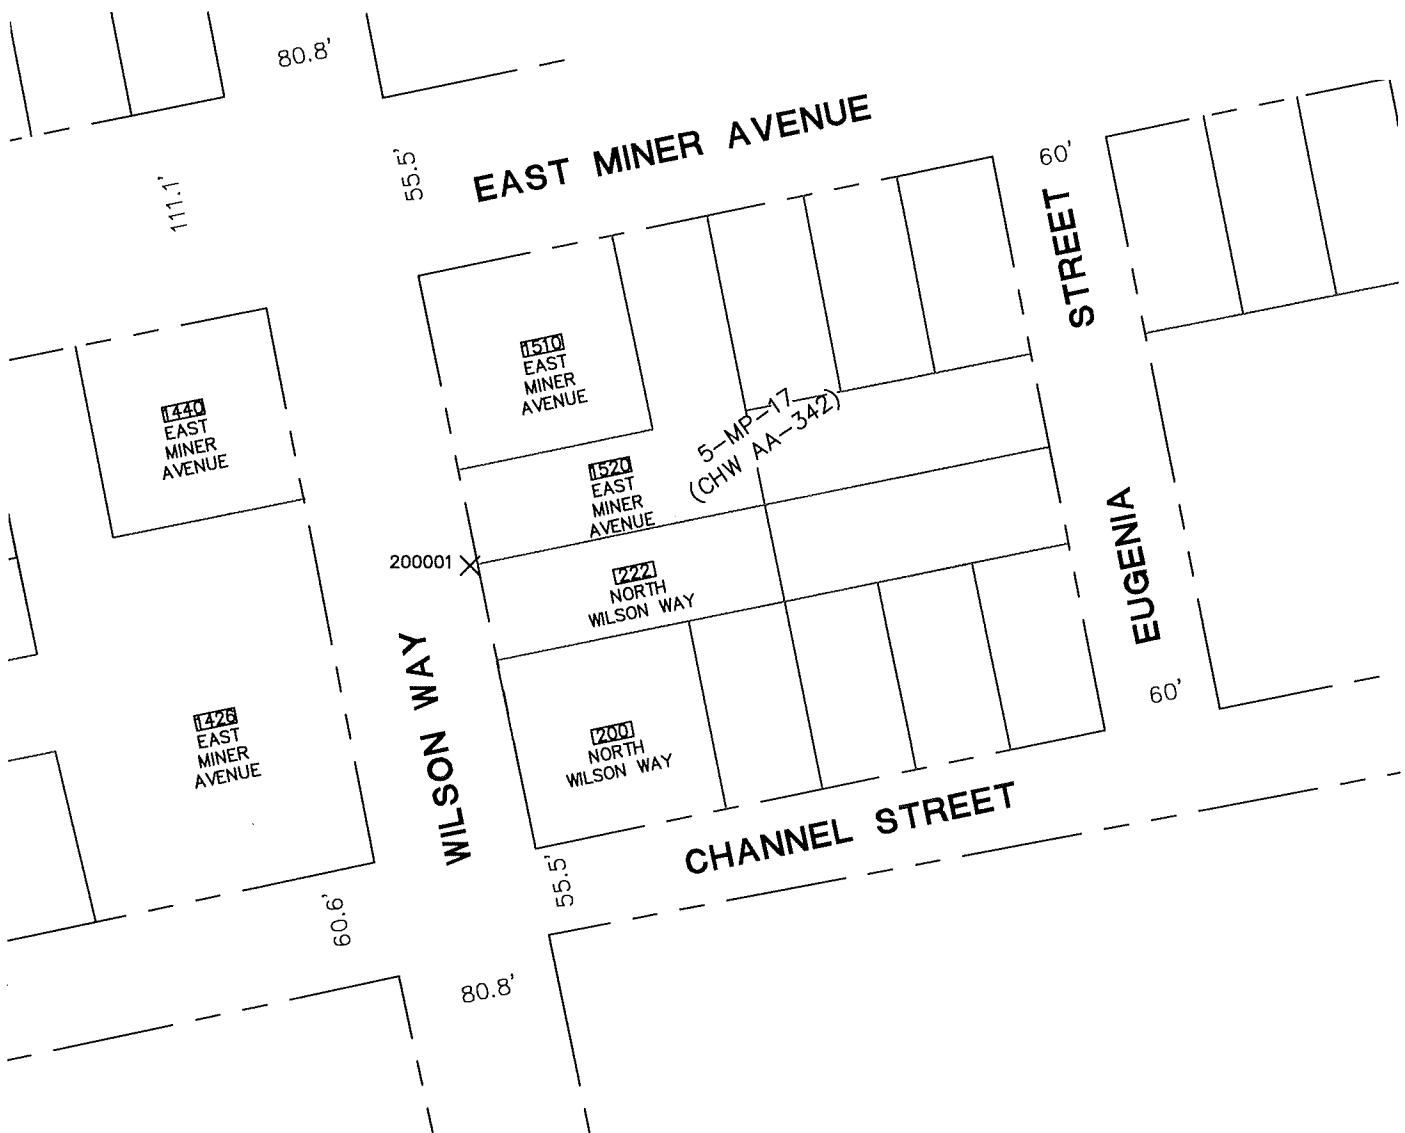 80.8'
111.1'
55.5'
EAST MINER AVENUE
60'
STREET
EUGENIA
60'
1510
EAST
MINER
AVENUE
1440
EAST
MINER
AVENUE
5-MP-17
(CHW AA-342)
1520
EAST
MINER
AVENUE
200001
222
NORTH
WILSON WAY
WILSON WAY
1426
EAST
MINER
AVENUE
200
NORTH
WILSON WAY
CHANNEL STREET
55.5'
60.6'
80.8'